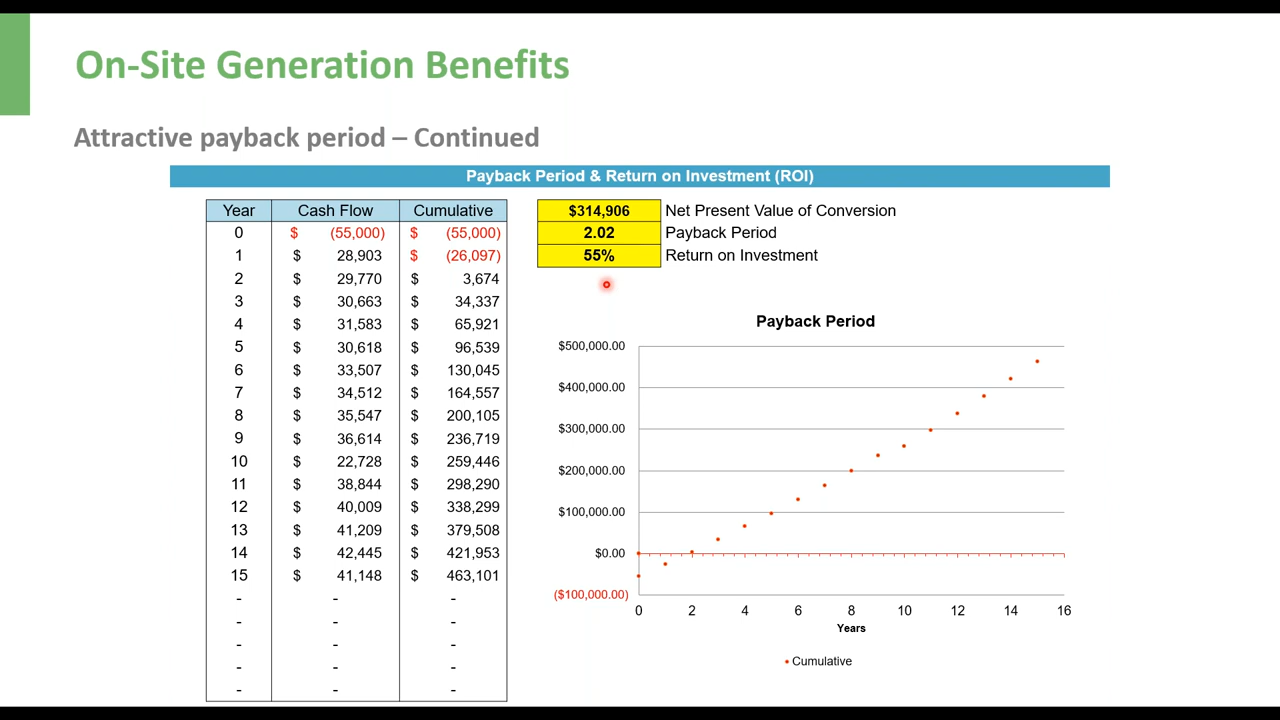 On-Site Generation Benefits
Attractive payback period – Continued
Payback Period & Return on Investment (ROI)
Year Cash Flow Cumulative
0 $ (55,000) $ (55,000)
1 $ 28,903 $ (26,097)
2 $ 29,770 $ 3,674
3 $ 30,663 $ 34,337
4 $ 31,583 $ 65,921
5 $ 30,618 $ 96,539
6 $ 33,507 $ 130,045
7 $ 34,512 $ 164,557
8 $ 35,547 $ 200,105
9 $ 36,614 $ 236,719
10 $ 22,728 $ 259,446
11 $ 38,844 $ 298,290
12 $ 40,009 $ 338,299
13 $ 41,209 $ 379,508
14 $ 42,445 $ 421,953
15 $ 41,148 $ 463,101
- - -
- - -
- - -
- - -
- - -
$314,906 Net Present Value of Conversion
2.02 Payback Period
55% Return on Investment
Payback Period
$500,000.00
$400,000.00
$300,000.00
$200,000.00
$100,000.00
$0.00
($100,000.00)
0 2 4 6 8 10 12 14 16
Years
Cumulative